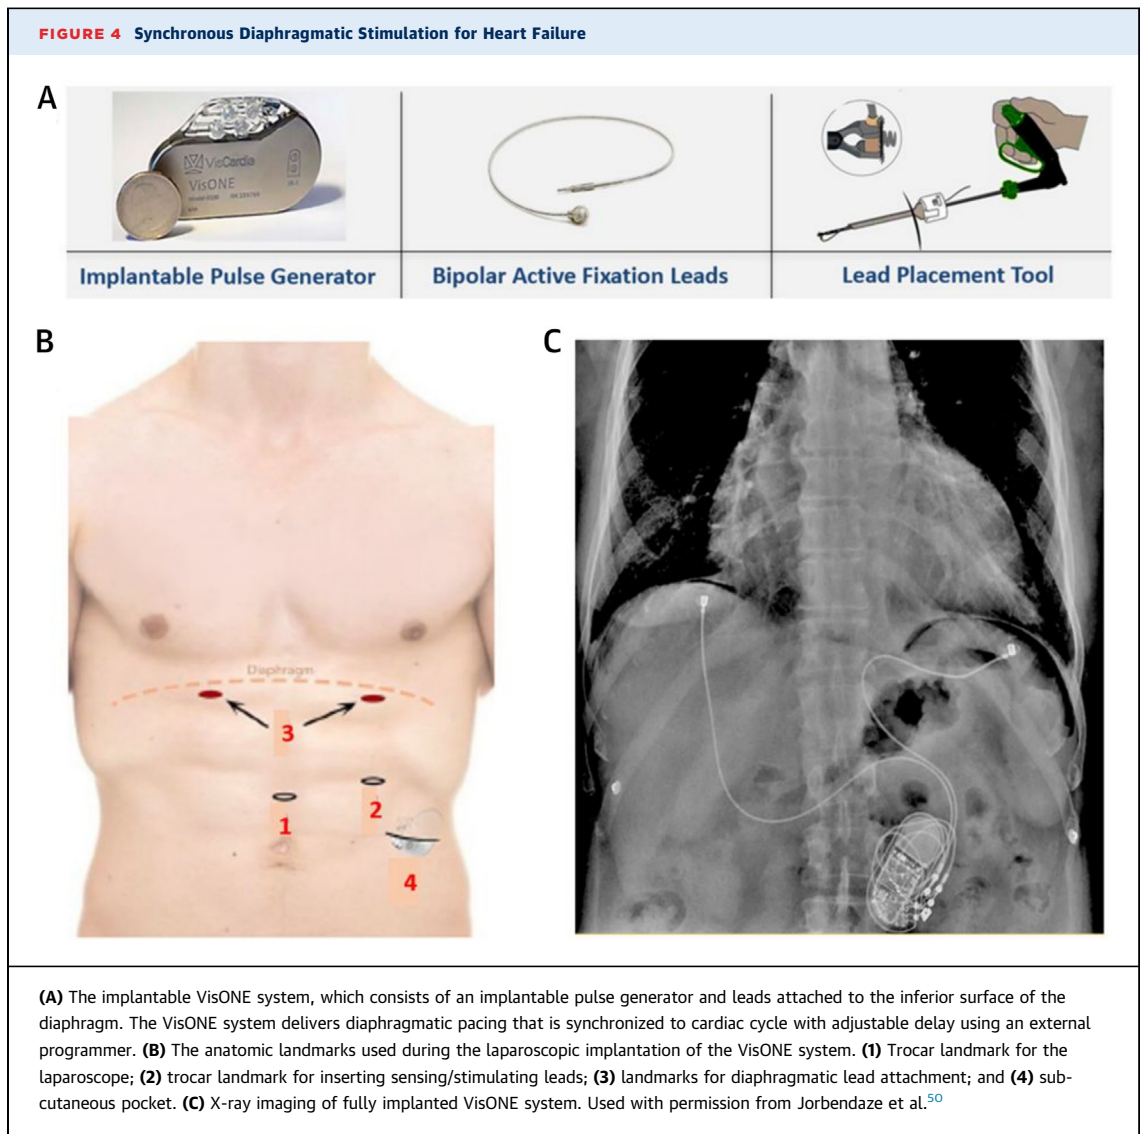 FIGURE 4 Synchronous Diaphragmatic Stimulation for Heart Failure
A
VisCardia
VisONE
Implantable Pulse Generator
Bipolar Active Fixation Leads
Lead Placement Tool
B
C
Diaphragm
3
2
1
4
(A) The implantable VisONE system, which consists of an implantable pulse generator and leads attached to the inferior surface of the
diaphragm. The VisONE system delivers diaphragmatic pacing that is synchronized to cardiac cycle with adjustable delay using an external
programmer. (B) The anatomic landmarks used during the laparoscopic implantation of the VisONE system. (1) Trocar landmark for the
laparoscope; (2) trocar landmark for inserting sensing/stimulating leads; (3) landmarks for diaphragmatic lead attachment; and (4) sub-
cutaneous pocket. (C) X-ray imaging of fully implanted VisONE system. Used with permission from Jorbendaze et al.50